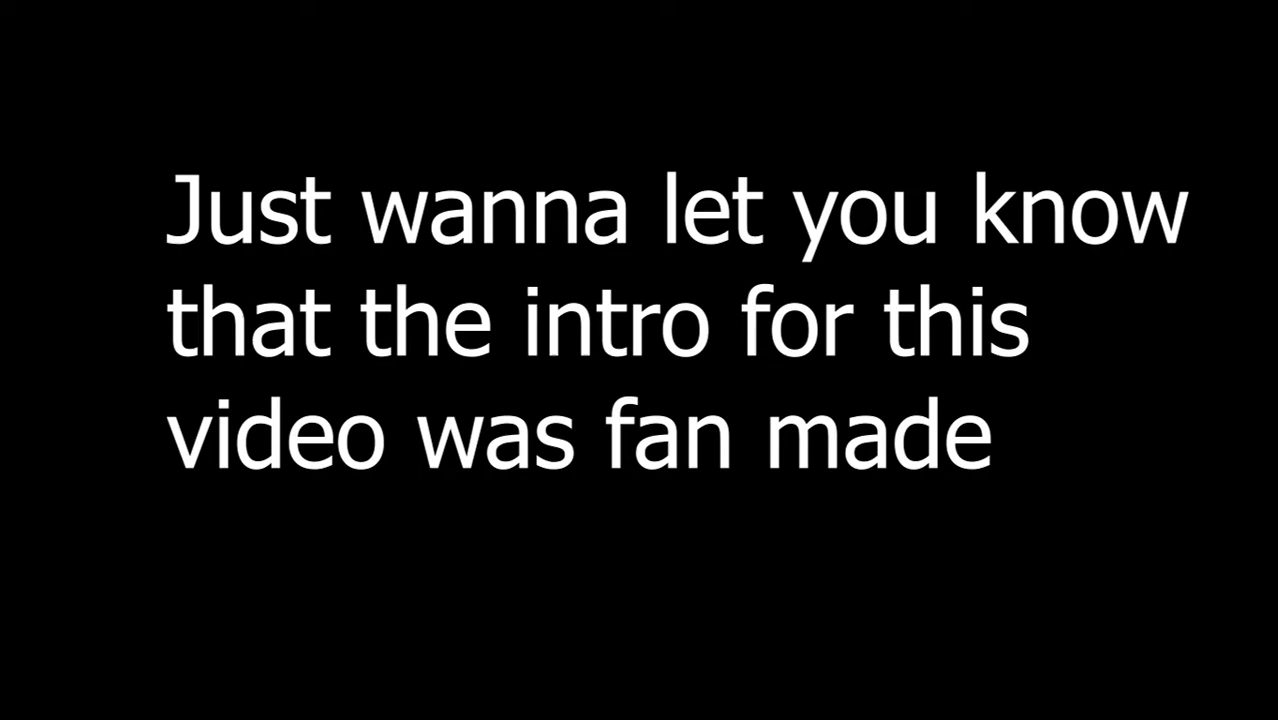 Just wanna let you know
that the intro for this
video was fan made